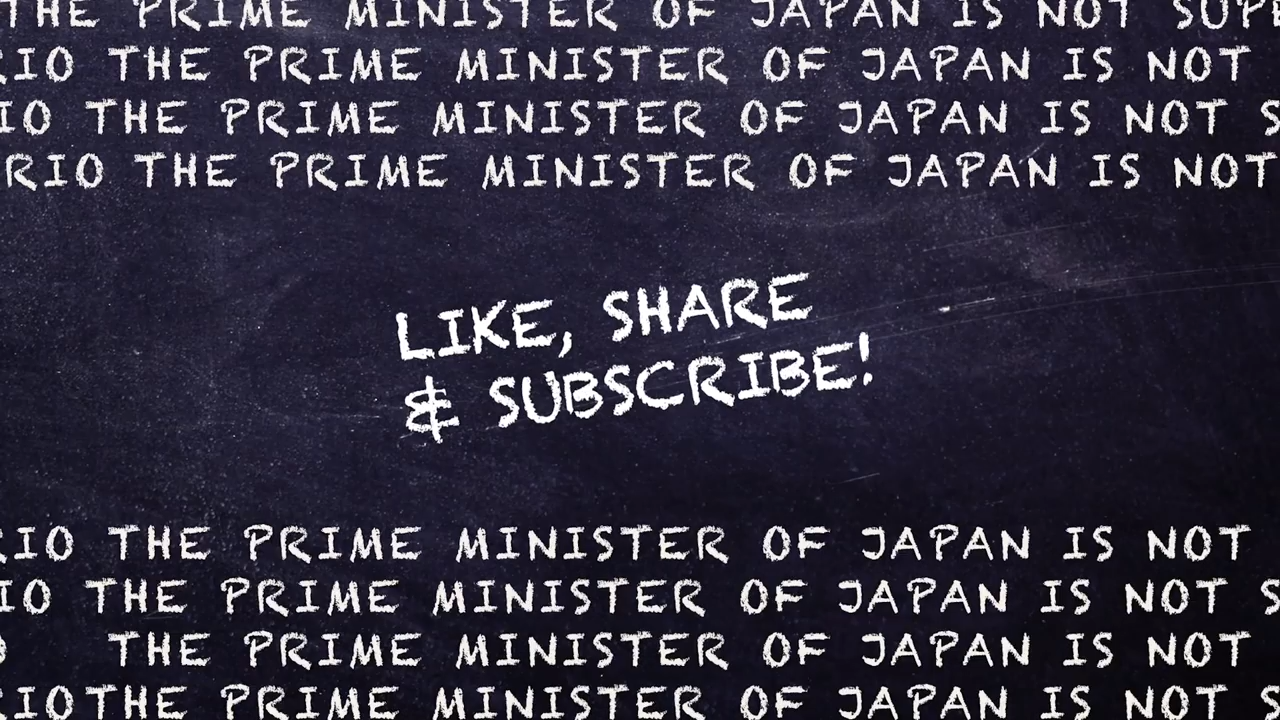 THE PRIME MINISTER OF JAPAN IS NOT SUPE
RIO THE PRIME MINISTER OF JAPAN IS NOT
IO THE PRIME MINISTER OF JAPAN IS NOT S
RIO THE PRIME MINISTER OF JAPAN IS NOT
LIKE, SHARE
& SUBSCRIBE!
RIO THE PRIME MINISTER OF JAPAN IS NOT
IO THE PRIME MINISTER OF JAPAN IS NOT S
O THE PRIME MINISTER OF JAPAN IS NOT
RIOTHE PRIME MINISTER OF JAPAN IS NOT S